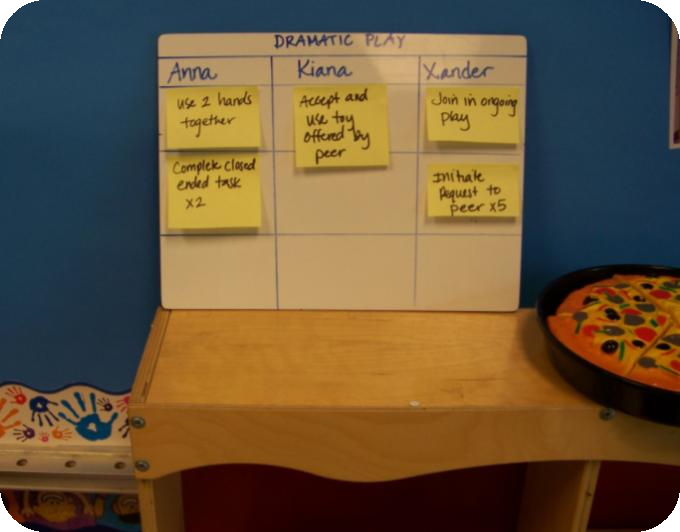 DRAMATIC PLAY
Anna
Kiana
Xander
use 2 hands
together
Complete closed
ended task
x2
Accept and
use toy
offered by
peer
Join in ongoing
play
Initiate
request to
peer x5